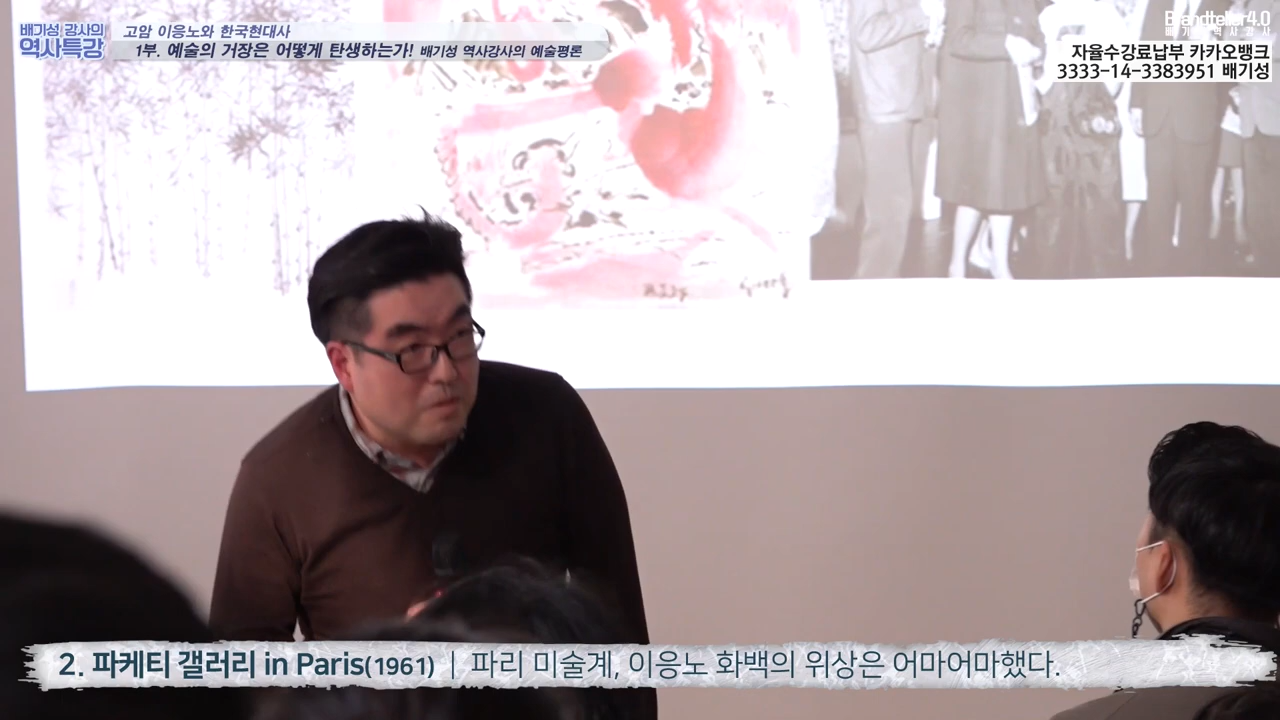 배기성 강사의
역사특강
고암 이응노와 한국현대사
1부. 예술의 거장은 어떻게 탄생하는가! 배기성 역사강사의 예술평론
Brandteller4.0
자율수강료납부 카카오뱅크
3333-14-3383951 배기성
2. 파케티 갤러리 in Paris(1961) | 파리 미술계, 이응노 화백의 위상은 어마어마했다.